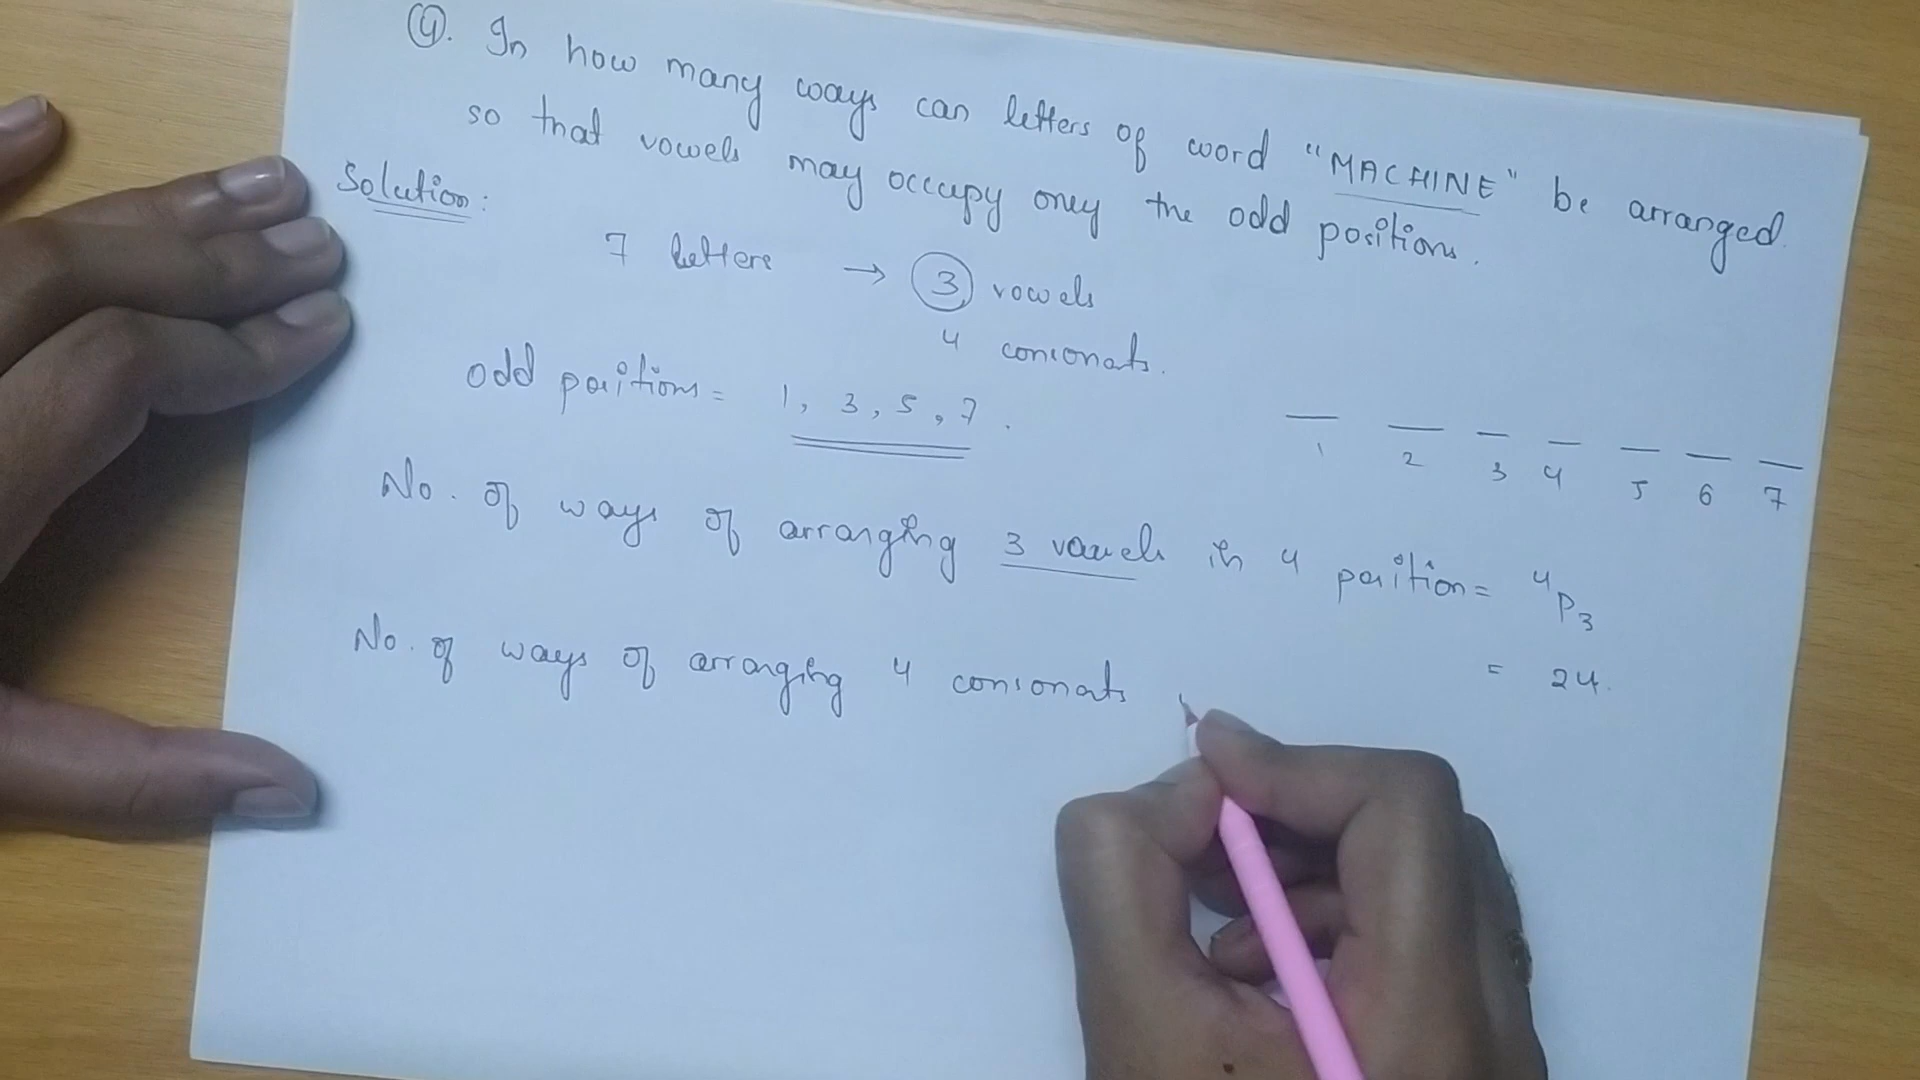 Q. In how many ways can letters of word "MACHINE" be arranged.
so that vowels may occupy only the odd positions.
Solution:
7 letters → 3 vowels
4 consonats.
odd positions = 1, 3, 5, 7.
1 2 3 4 5 6 7
No. of ways of arranging 3 vowels in 4 position = 4P3
= 24.
No. of ways of arranging 4 consonats